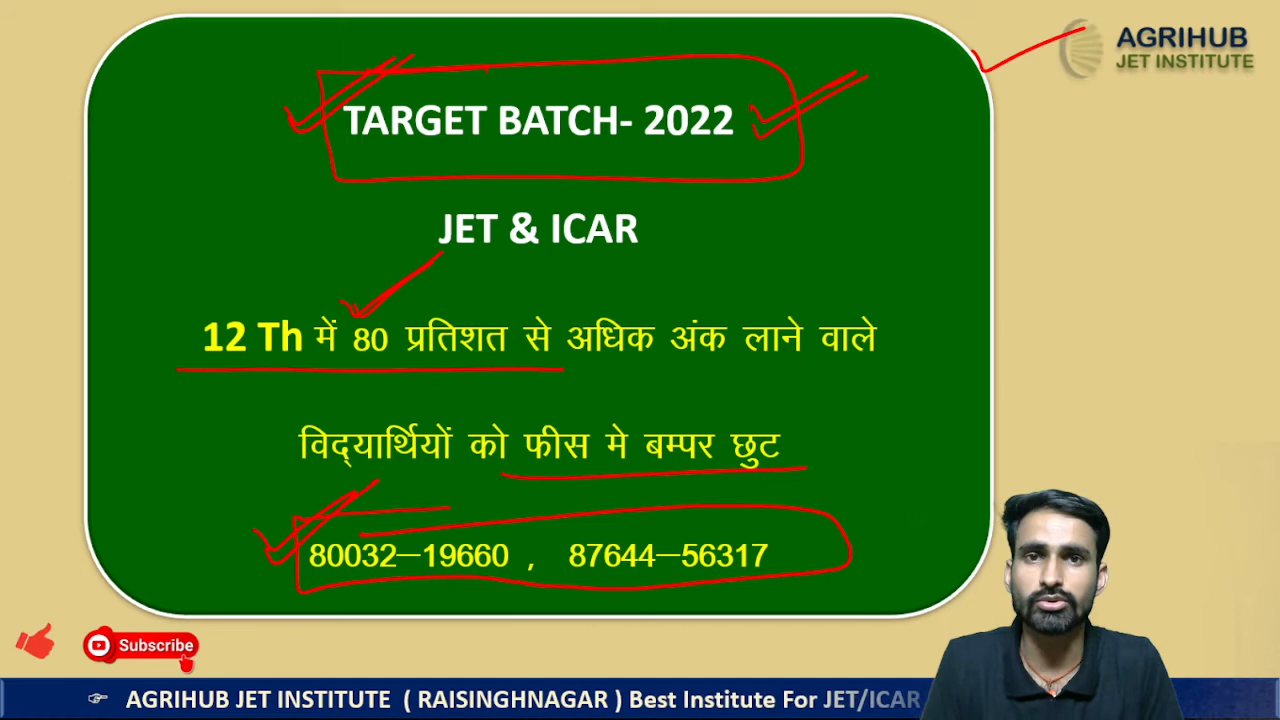 AGRIHUB
JET INSTITUTE
TARGET BATCH- 2022
JET & ICAR
12 Th में 80 प्रतिशत से अधिक अंक लाने वाले
विद्यार्थियों को फीस मे बम्पर छुट
80032–19660 , 87644–56317
Subscribe
☞ AGRIHUB JET INSTITUTE ( RAISINGHNAGAR ) Best Institute For JET/ICAR